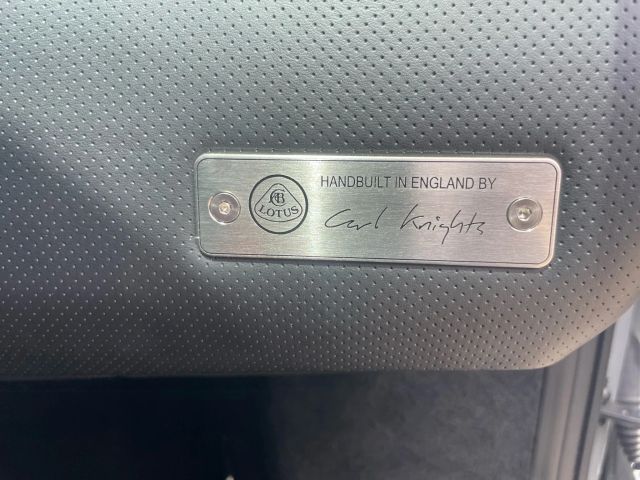 HANDBUILT IN ENGLAND BY
LOTUS
Carl Knights